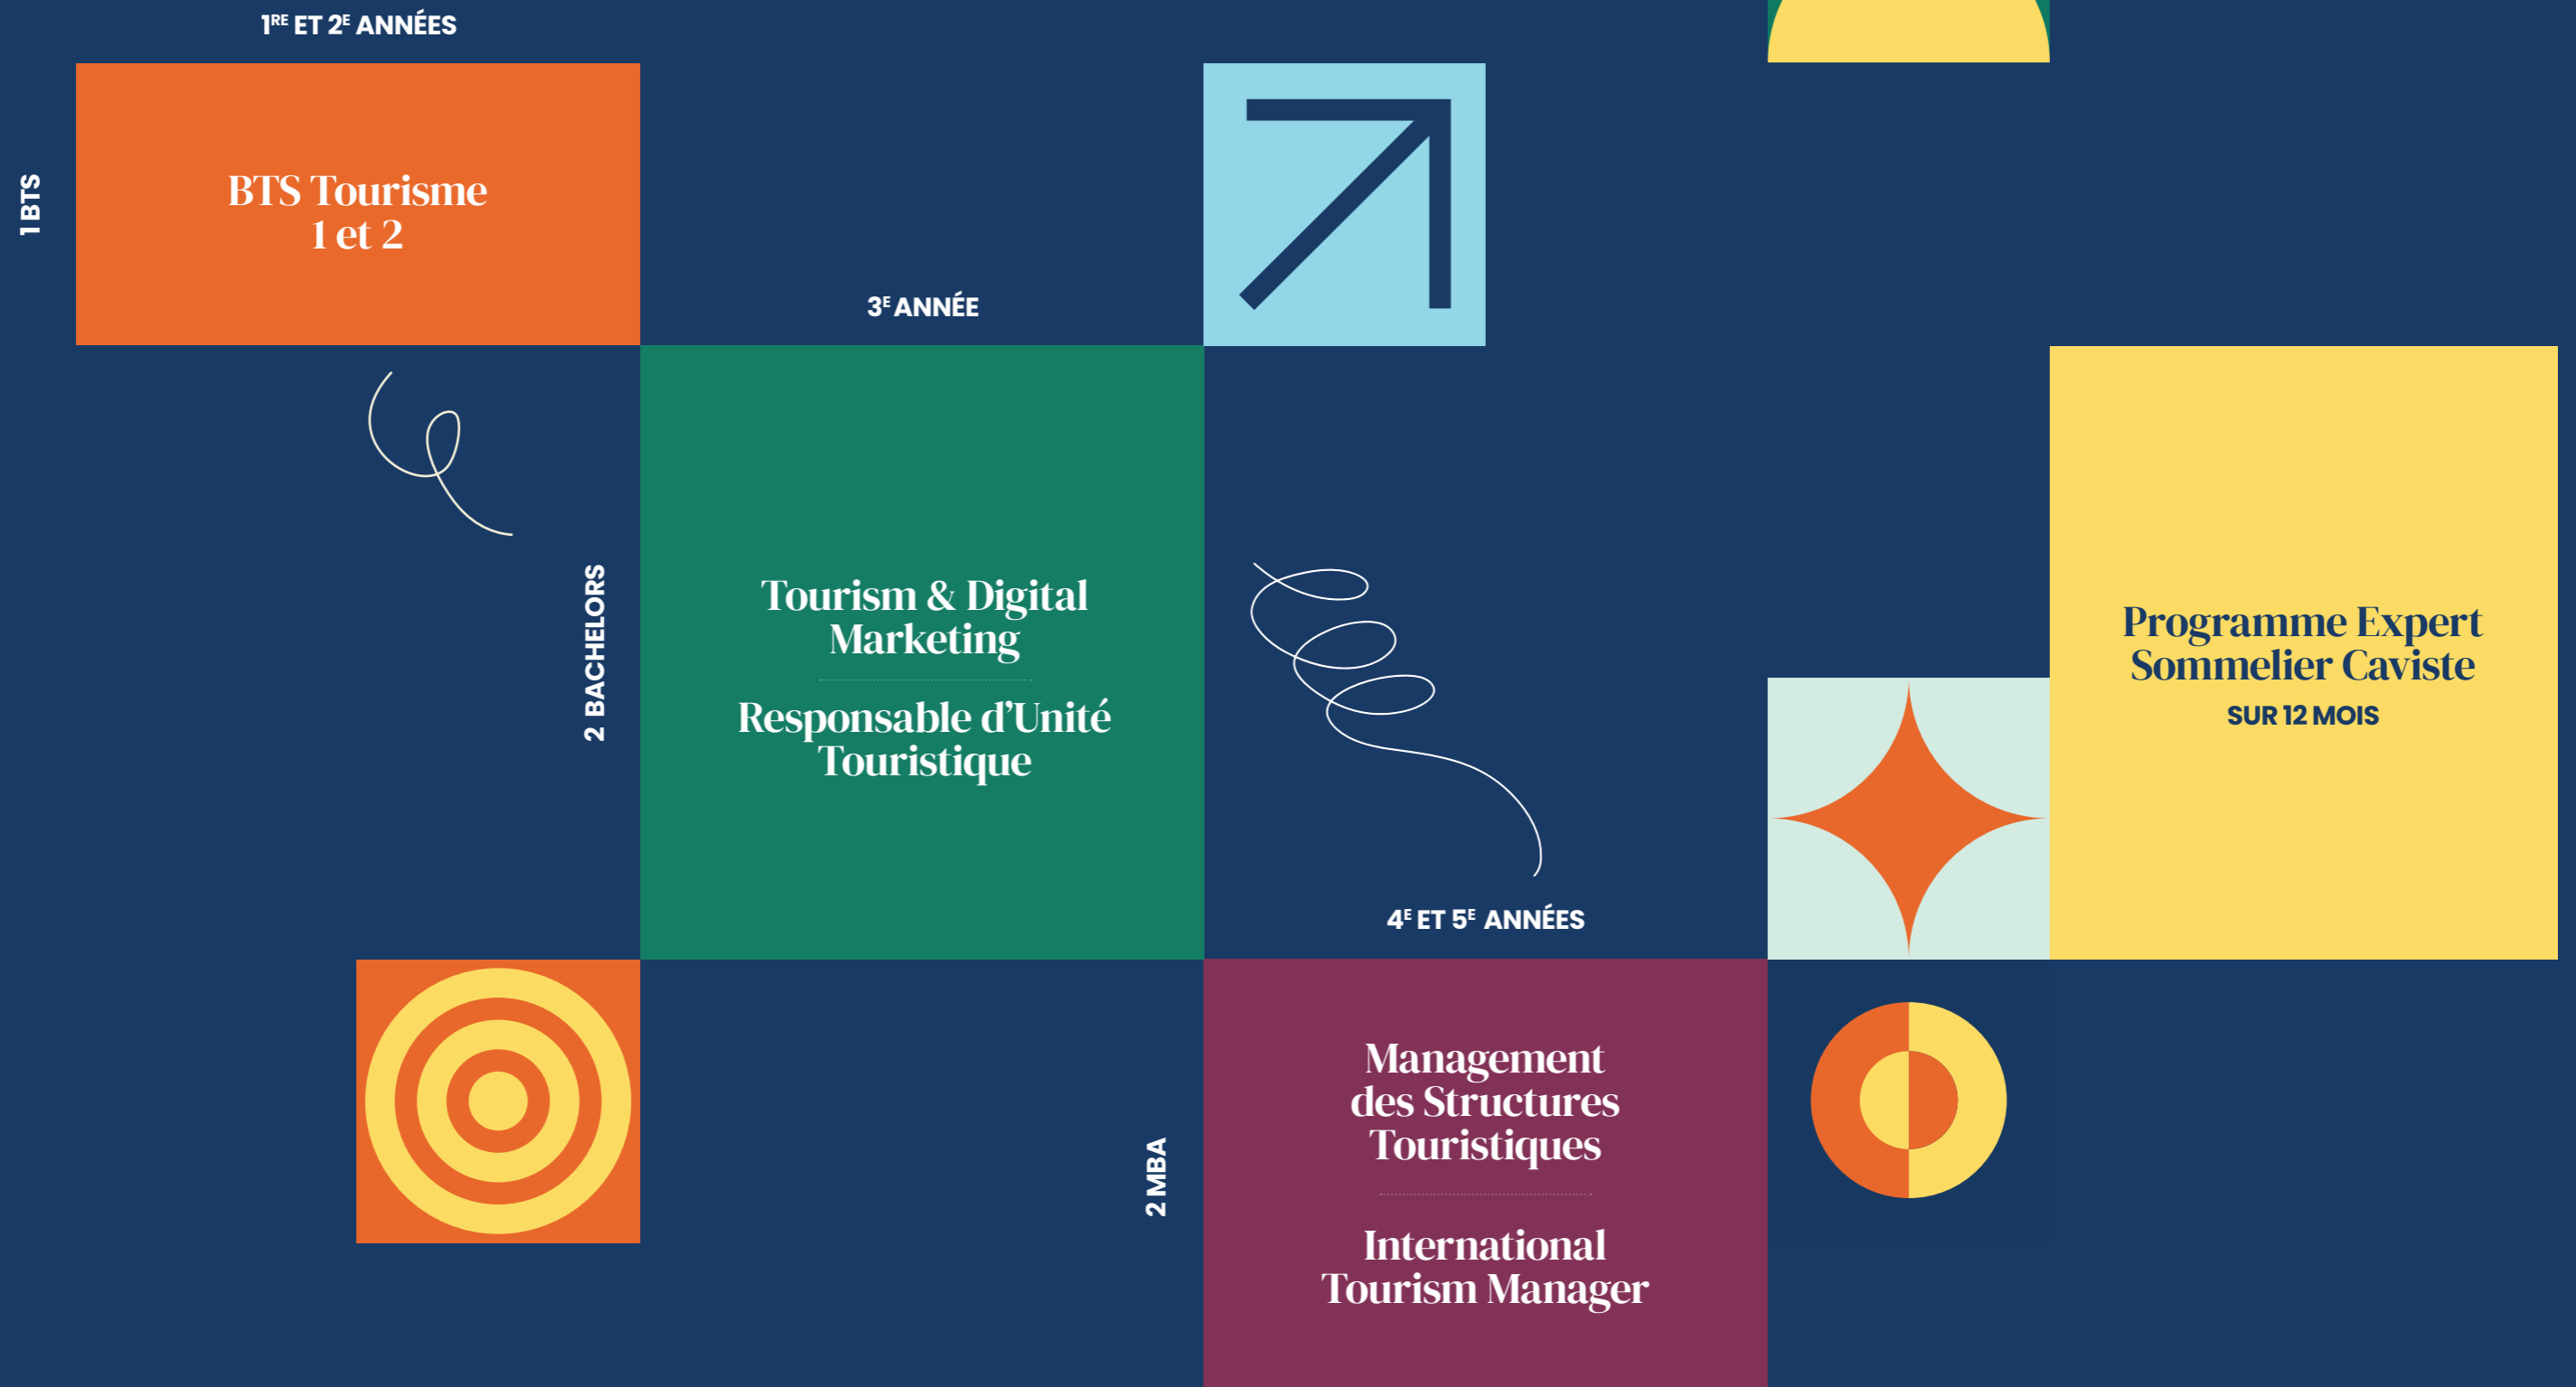 1RE ET 2E ANNÉES
1 BTS
BTS Tourisme
1 et 2
3E ANNÉE
2 BACHELORS
Tourism & Digital
Marketing
Responsable d’Unité
Touristique
4E ET 5E ANNÉES
2 MBA
Management
des Structures
Touristiques
International
Tourism Manager
Programme Expert
Sommelier Caviste
SUR 12 MOIS